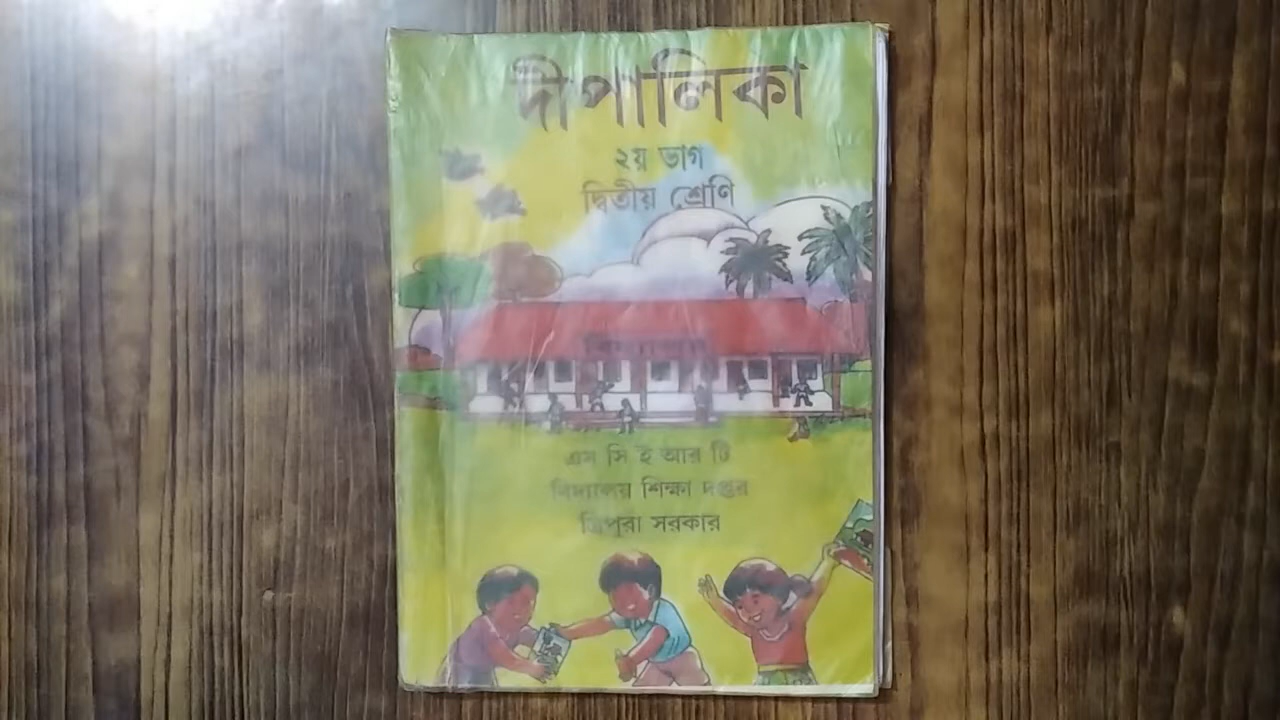 দীপালিকা
২য় ভাগ
দ্বিতীয় শ্রেণি
এস সি ই আর টি
বিদ্যালয় শিক্ষা দপ্তর
ত্রিপুরা সরকার